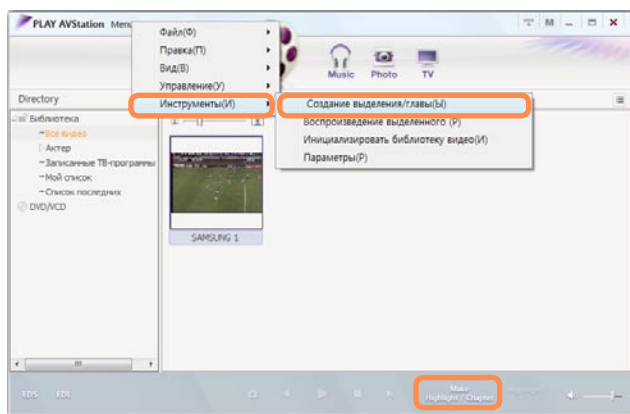 PLAY AVStation Menu
Файл(Ф)
Правка(П)
Вид(В)
Управление(У)
Инструменты(И)
Music Photo TV
Создание выделения/главы(Ы)
Воспроизведение выделенного (P)
Инициализировать библиотеку видео(И)
Параметры(P)
Directory
Библиотека
Все видео
Актер
Записанные ТВ-программы
Мой список
Список последних
DVD/VCD
SAMSUNG 1
EDS EDI
Make
Highlight / Chapter